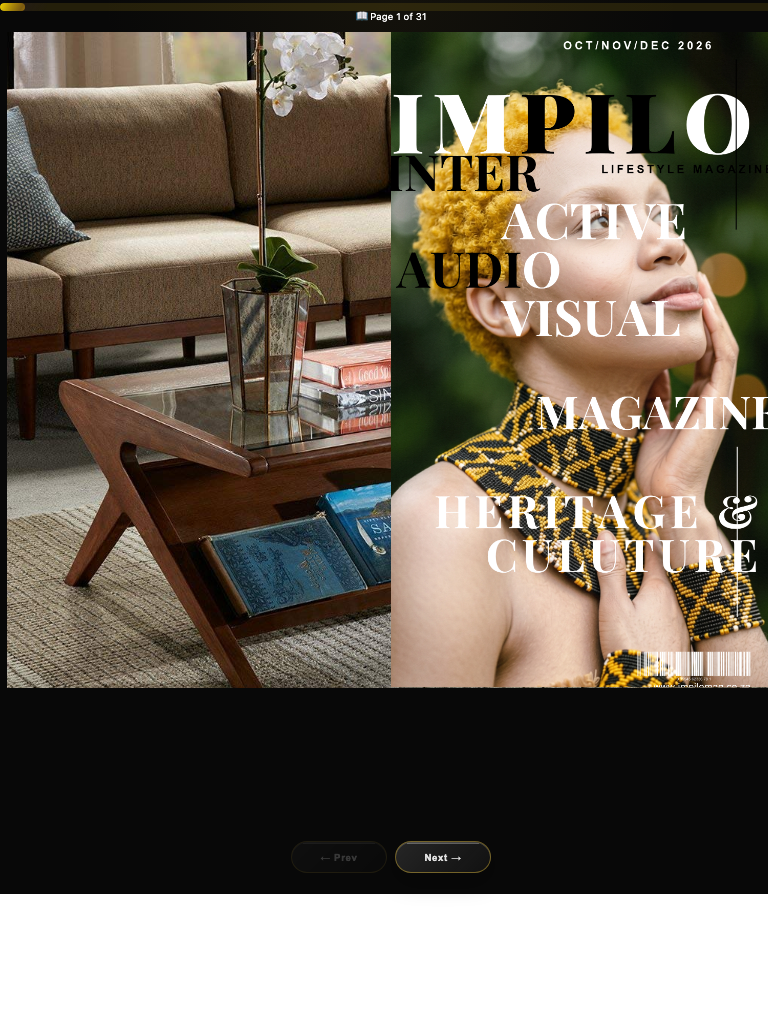 📖 Page 1 of 31
OCT/NOV/DEC 2026
IMPILO
LIFESTYLE MAGAZINE
INTER
ACTIVE
AUDIO
VISUAL
MAGAZINE
HERITAGE &
CULUTURE
← Prev
Next →